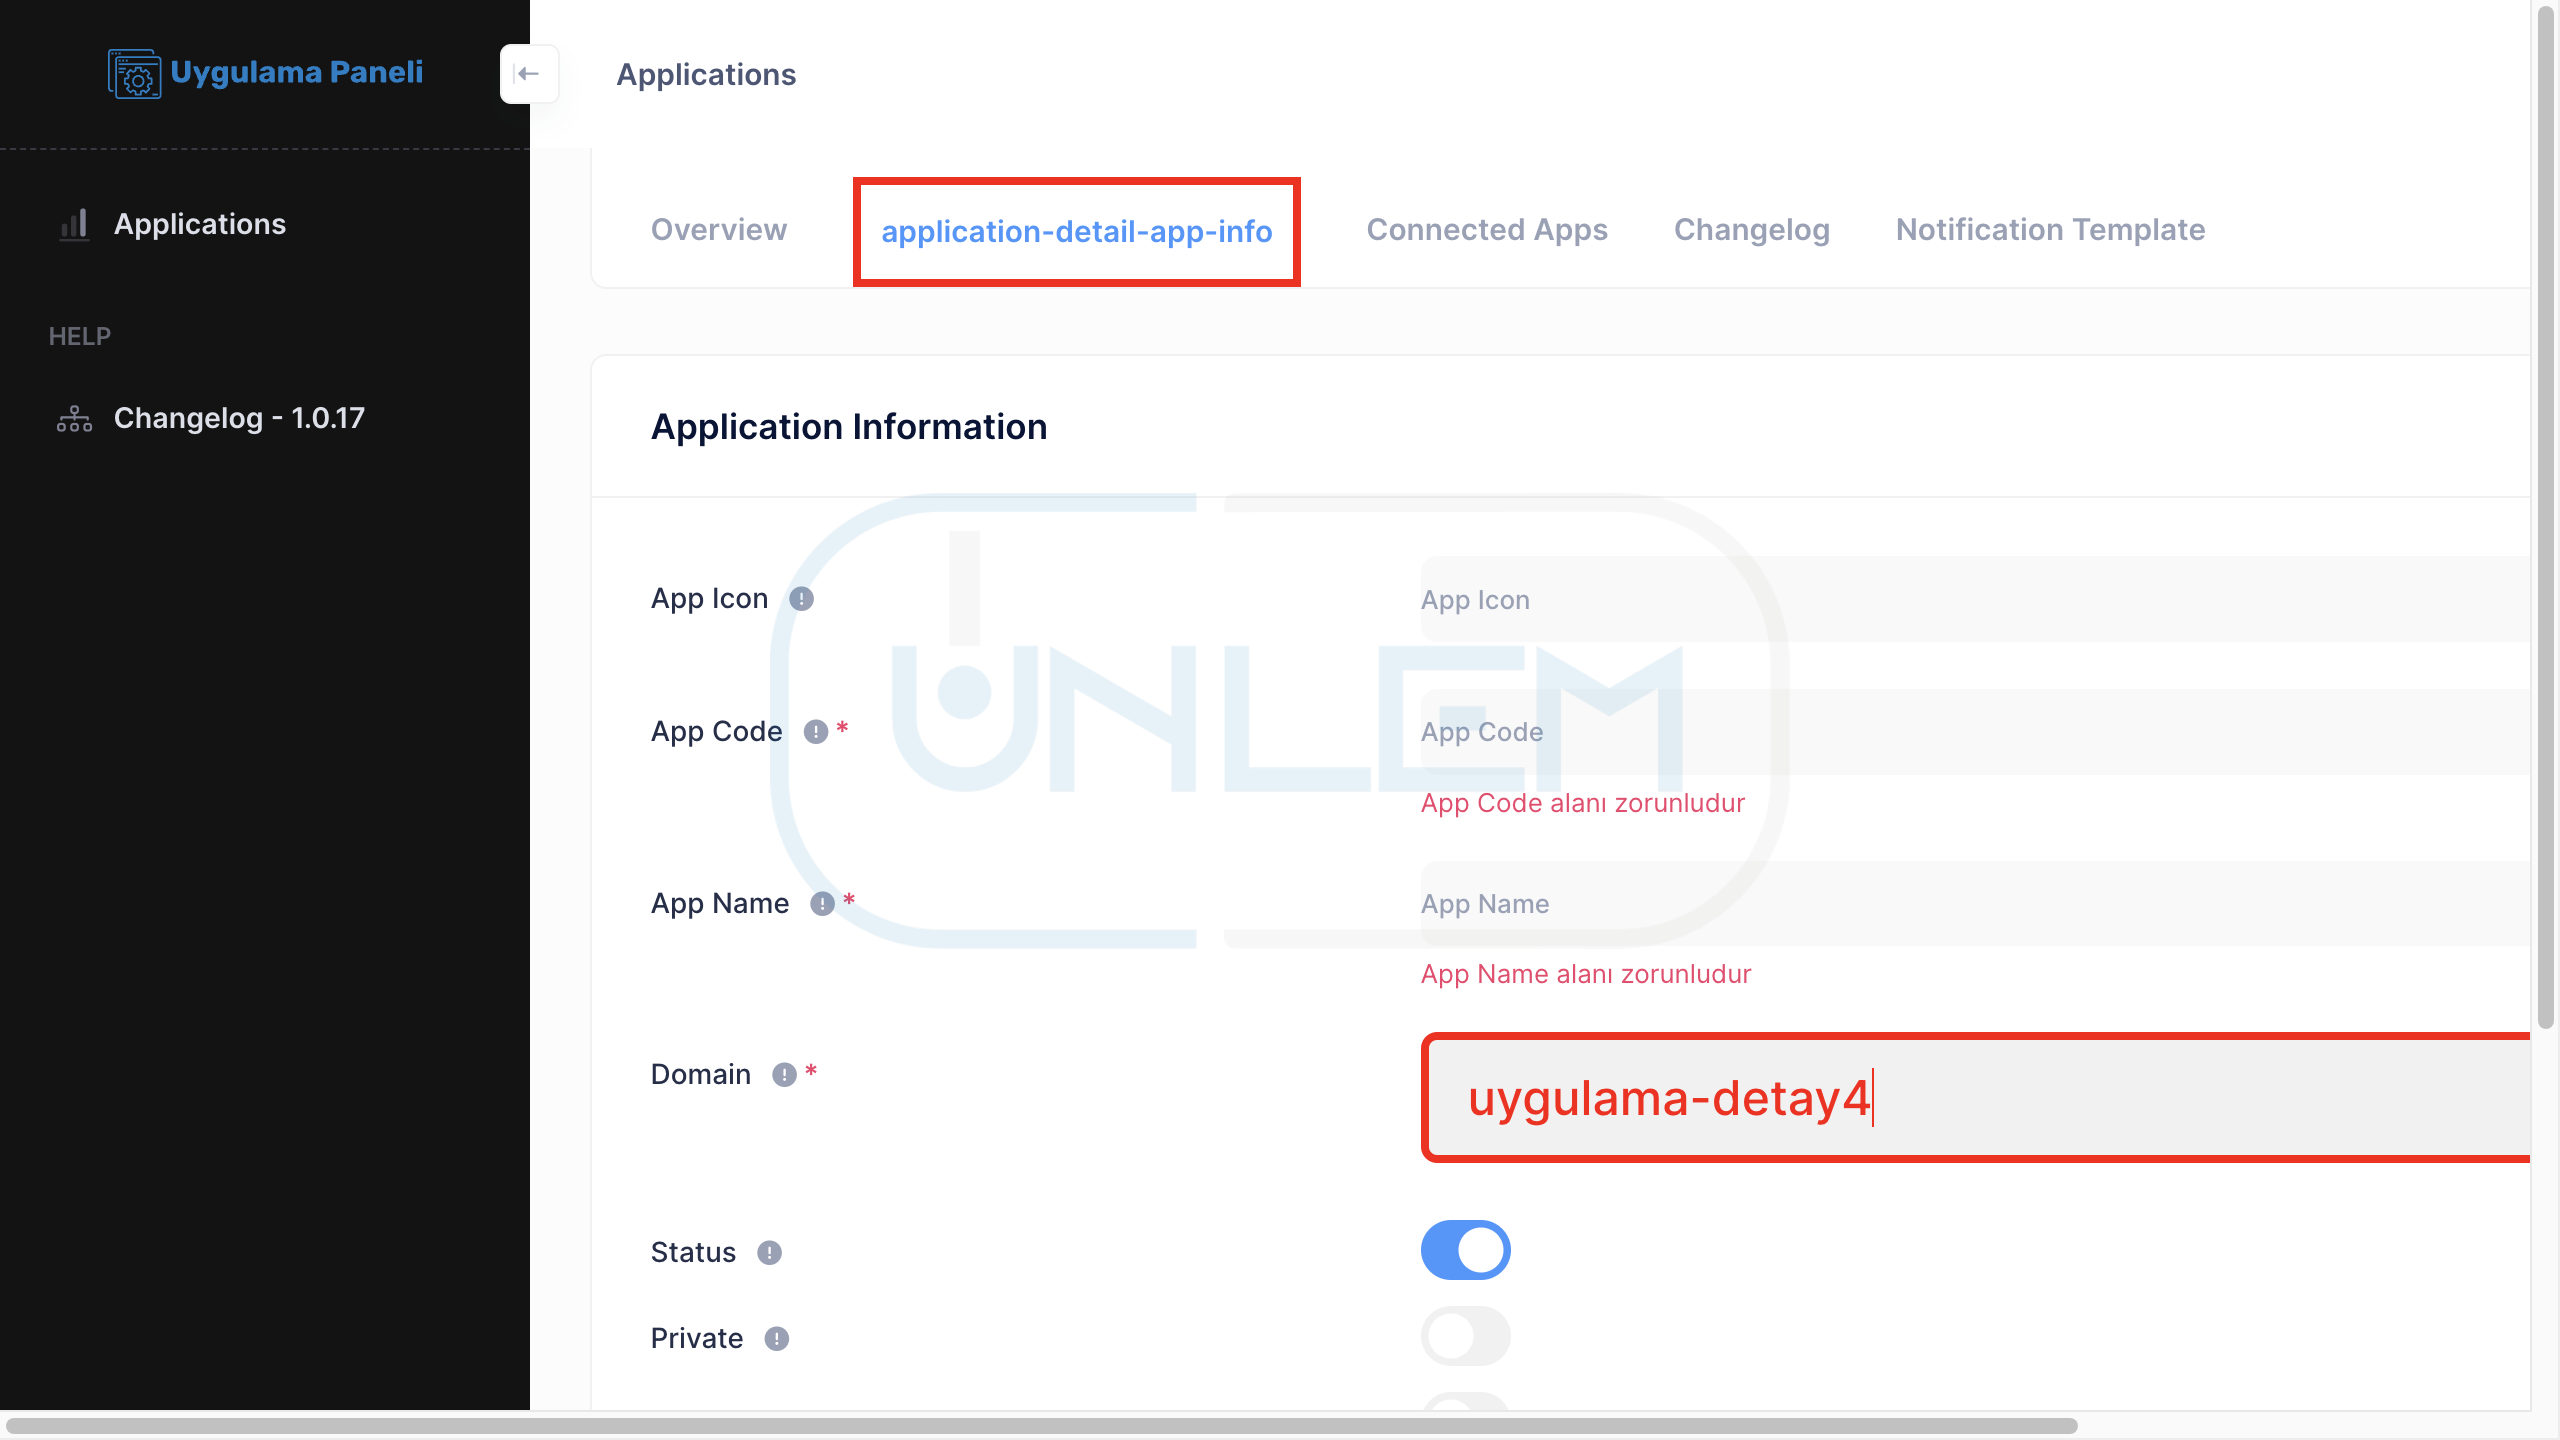 Uygulama Paneli
Applications
Applications
HELP
Changelog - 1.0.17
Overview
application-detail-app-info
Connected Apps
Changelog
Notification Template
Application Information
App Icon
App Icon
App Code *
App Code
App Code alanı zorunludur
App Name *
App Name
App Name alanı zorunludur
Domain *
uygulama-detay4
Status
Private
UNLEM